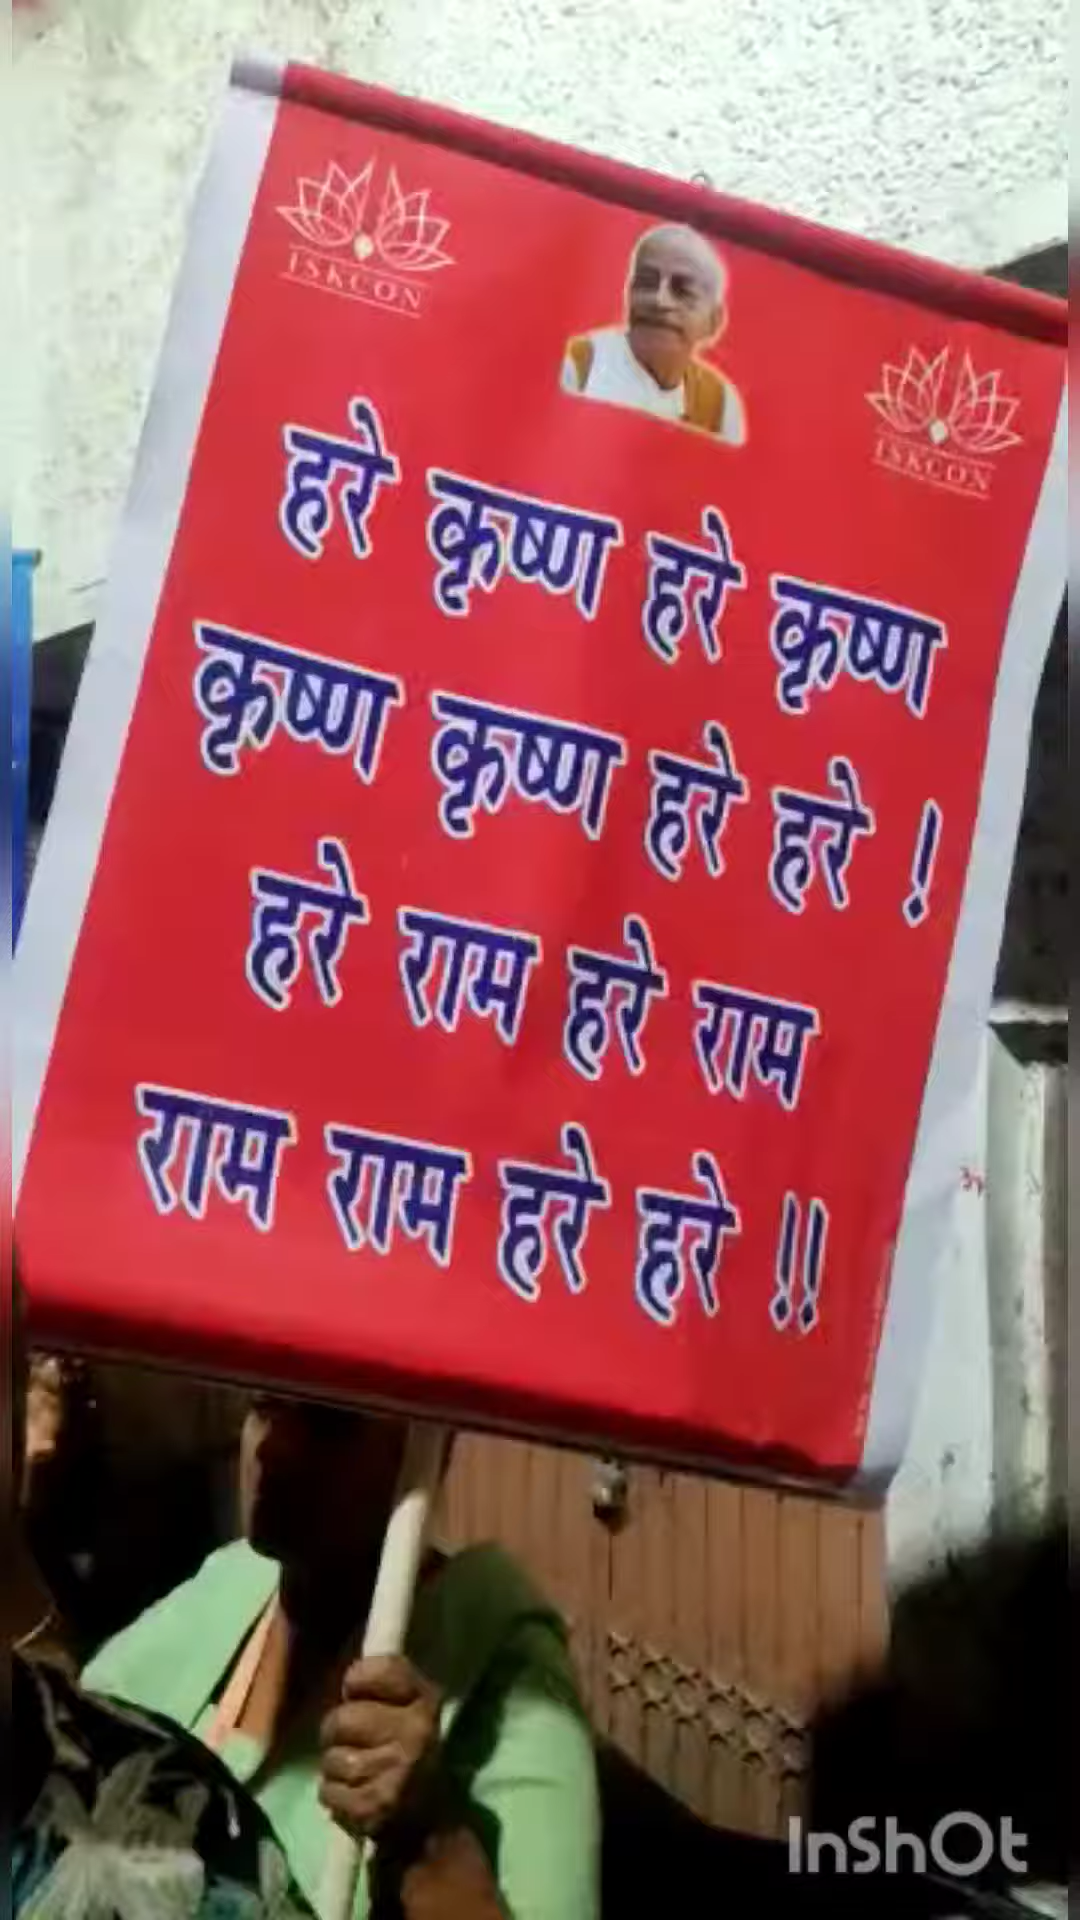 ISKCON
ISKCON
हरे कृष्ण हरे कृष्ण
कृष्ण कृष्ण हरे हरे !
हरे राम हरे राम
राम राम हरे हरे !!
InShOt